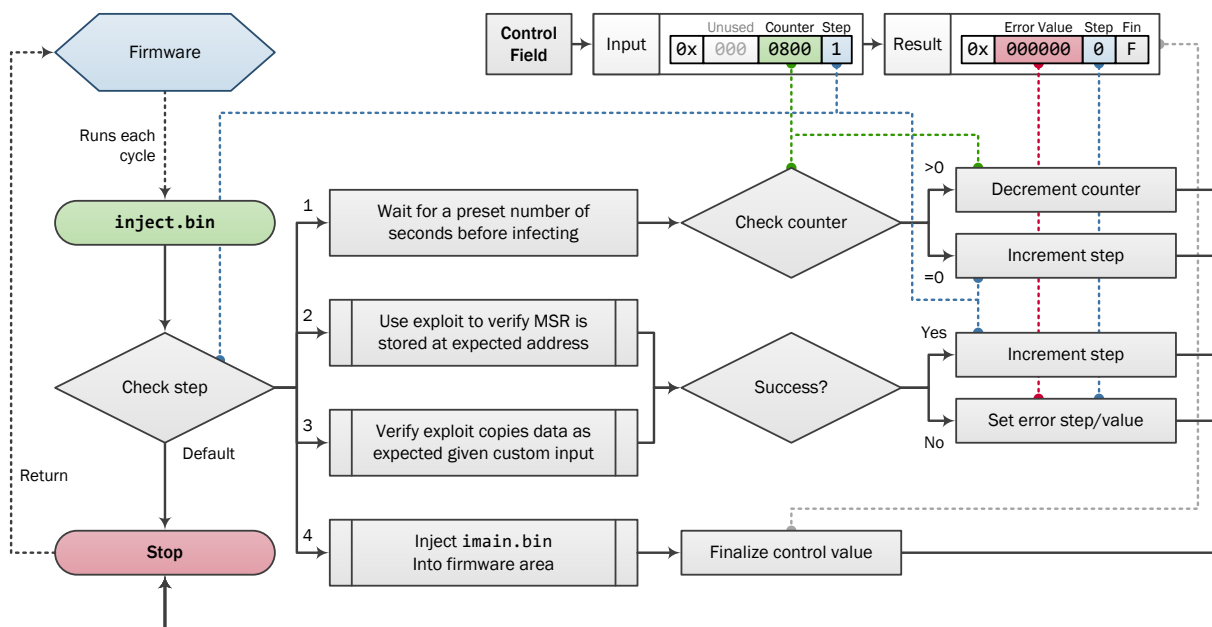 Firmware
Control
Field
Input
Unused Counter Step
0x 000 0800 1
Result
Error Value Step Fin
0x 000000 0 F
Runs each
cycle
inject.bin
1
Wait for a preset number of
seconds before infecting
Check counter
>0
Decrement counter
Increment step
=0
2
Use exploit to verify MSR is
stored at expected address
Yes
Increment step
Check step
Success?
3
Verify exploit copies data as
expected given custom input
Set error step/value
No
Default
Return
Stop
4
Inject imain.bin
Into firmware area
Finalize control value